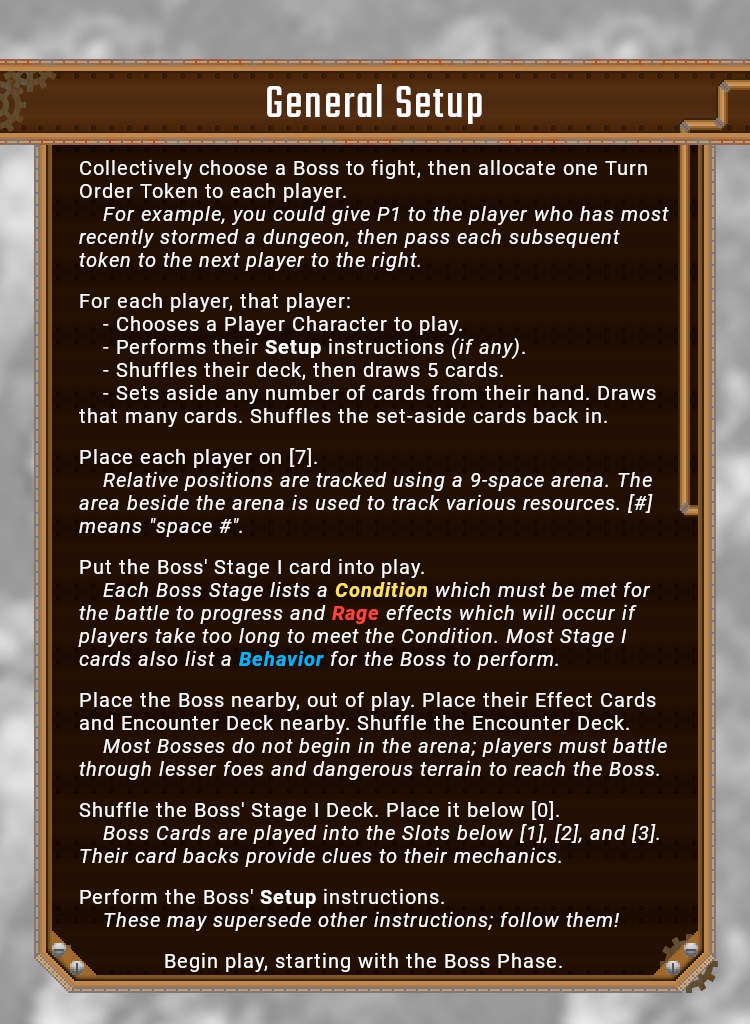 General Setup
Collectively choose a Boss to fight, then allocate one Turn
Order Token to each player.
For example, you could give P1 to the player who has most
recently stormed a dungeon, then pass each subsequent
token to the next player to the right.
For each player, that player:
- Chooses a Player Character to play.
- Performs their Setup instructions (if any).
- Shuffles their deck, then draws 5 cards.
- Sets aside any number of cards from their hand. Draws
that many cards. Shuffles the set-aside cards back in.
Place each player on [7].
Relative positions are tracked using a 9-space arena. The
area beside the arena is used to track various resources. [#]
means "space #".
Put the Boss' Stage I card into play.
Each Boss Stage lists a Condition which must be met for
the battle to progress and Rage effects which will occur if
players take too long to meet the Condition. Most Stage I
cards also list a Behavior for the Boss to perform.
Place the Boss nearby, out of play. Place their Effect Cards
and Encounter Deck nearby. Shuffle the Encounter Deck.
Most Bosses do not begin in the arena; players must battle
through lesser foes and dangerous terrain to reach the Boss.
Shuffle the Boss' Stage I Deck. Place it below [0].
Boss Cards are played into the Slots below [1], [2], and [3].
Their card backs provide clues to their mechanics.
Perform the Boss' Setup instructions.
These may supersede other instructions; follow them!
Begin play, starting with the Boss Phase.